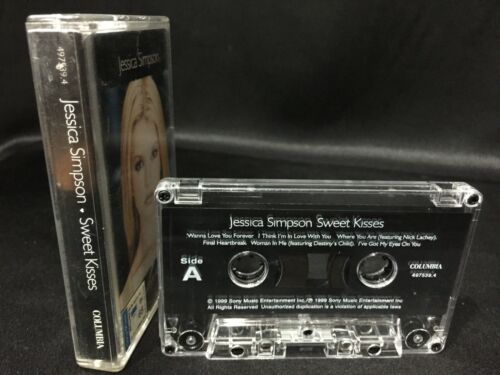 497539.4
Jessica Simpson • Sweet Kisses
COLUMBIA
Jessica Simpson
Jessica Simpson Sweet Kisses
'Wanna Love You Forever I Think I'm In Love With You Where You Are (featuring Nick Lachey).
Final Heartbreak Woman In Me (featuring Destiny's Child). I've Got My Eyes On You
Side
A
COLUMBIA
497539.4
℗ 1999 Sony Music Entertainment Inc./© 1999 Sony Music Entertainment Inc
All Rights Reserved. Unauthorized duplication is a violation of applicable laws